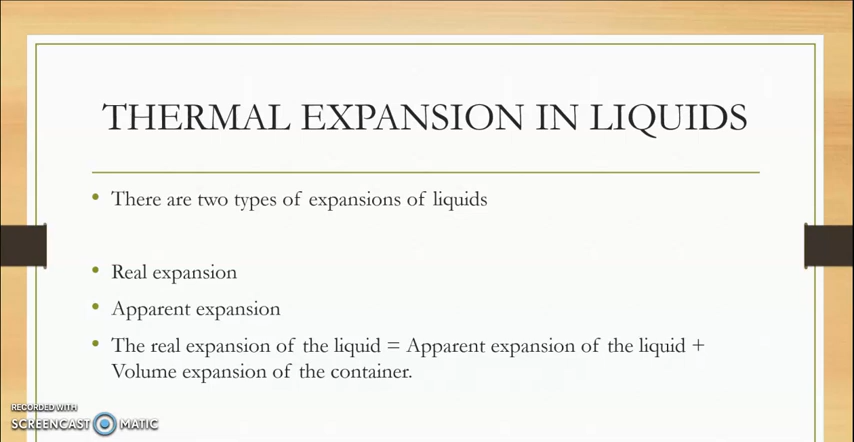 THERMAL EXPANSION IN LIQUIDS
There are two types of expansions of liquids
Real expansion
Apparent expansion
The real expansion of the liquid = Apparent expansion of the liquid +
Volume expansion of the container.
RECORDED WITH
SCREENCAST MATIC